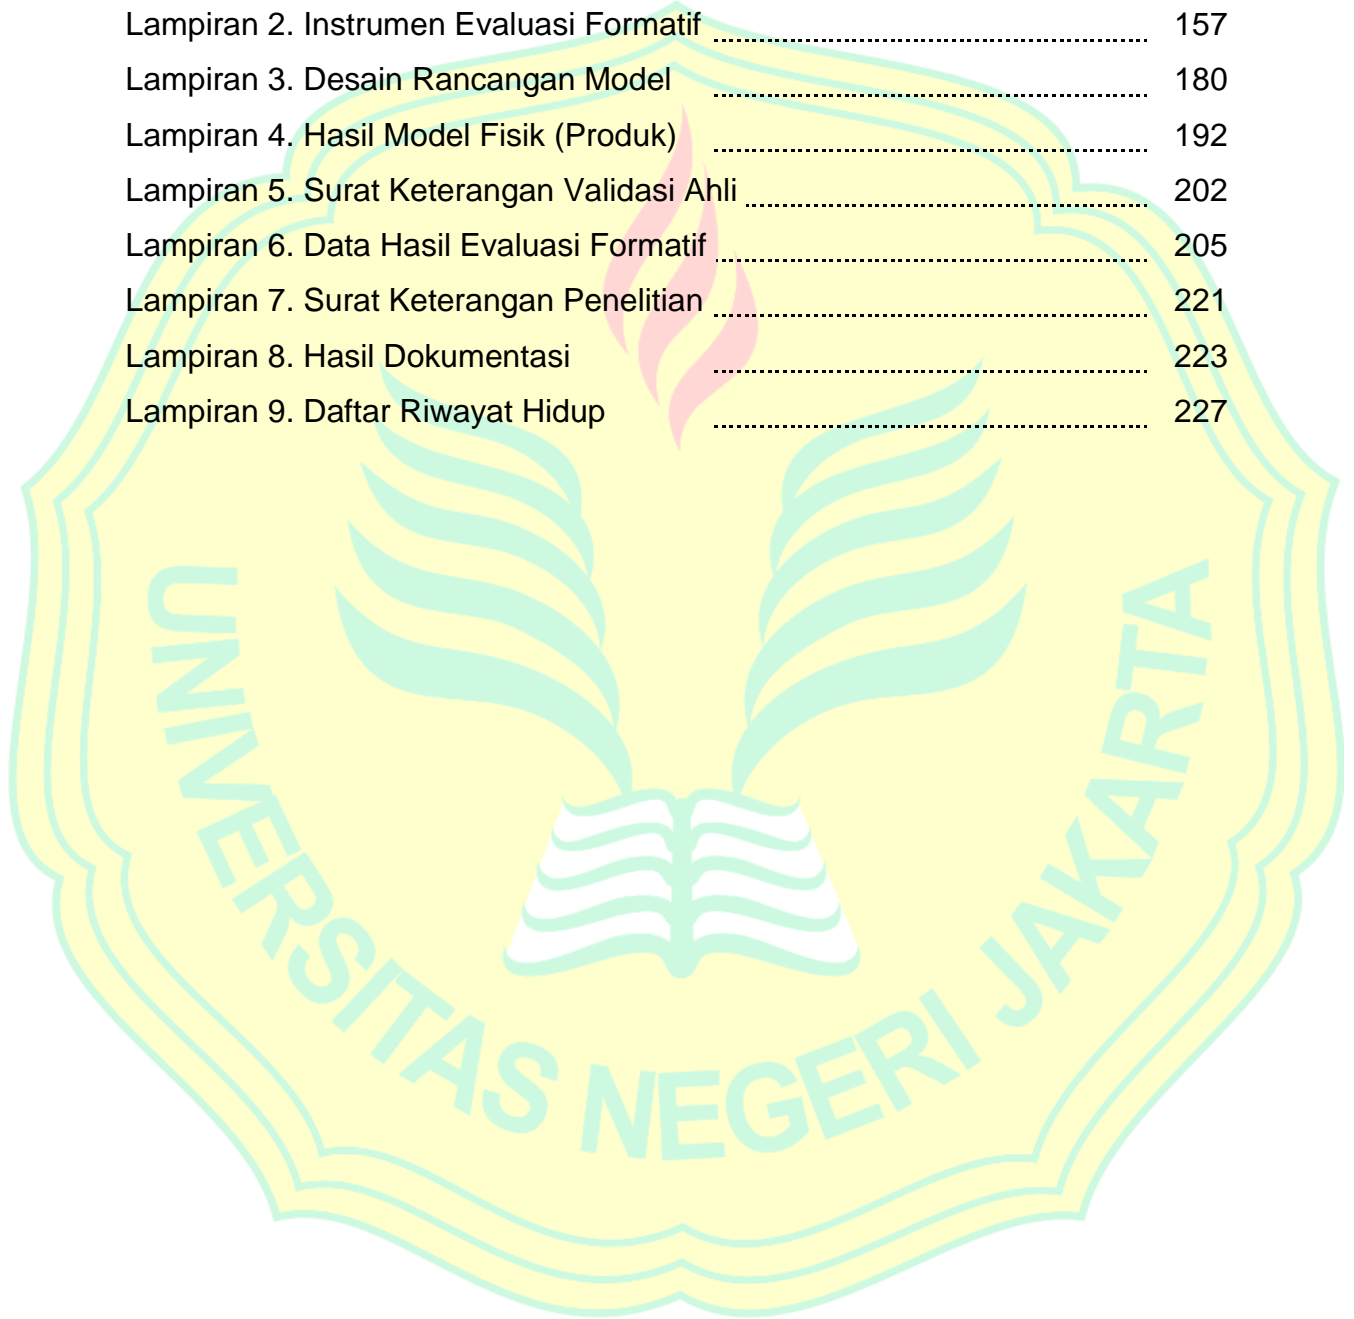 Lampiran 2. Instrumen Evaluasi Formatif ........................ 157
Lampiran 3. Desain Rancangan Model ........................ 180
Lampiran 4. Hasil Model Fisik (Produk) ........................ 192
Lampiran 5. Surat Keterangan Validasi Ahli ........................ 202
Lampiran 6. Data Hasil Evaluasi Formatif ........................ 205
Lampiran 7. Surat Keterangan Penelitian ........................ 221
Lampiran 8. Hasil Dokumentasi ........................ 223
Lampiran 9. Daftar Riwayat Hidup ........................ 227
UNIVERSITAS NEGERI JAKARTA